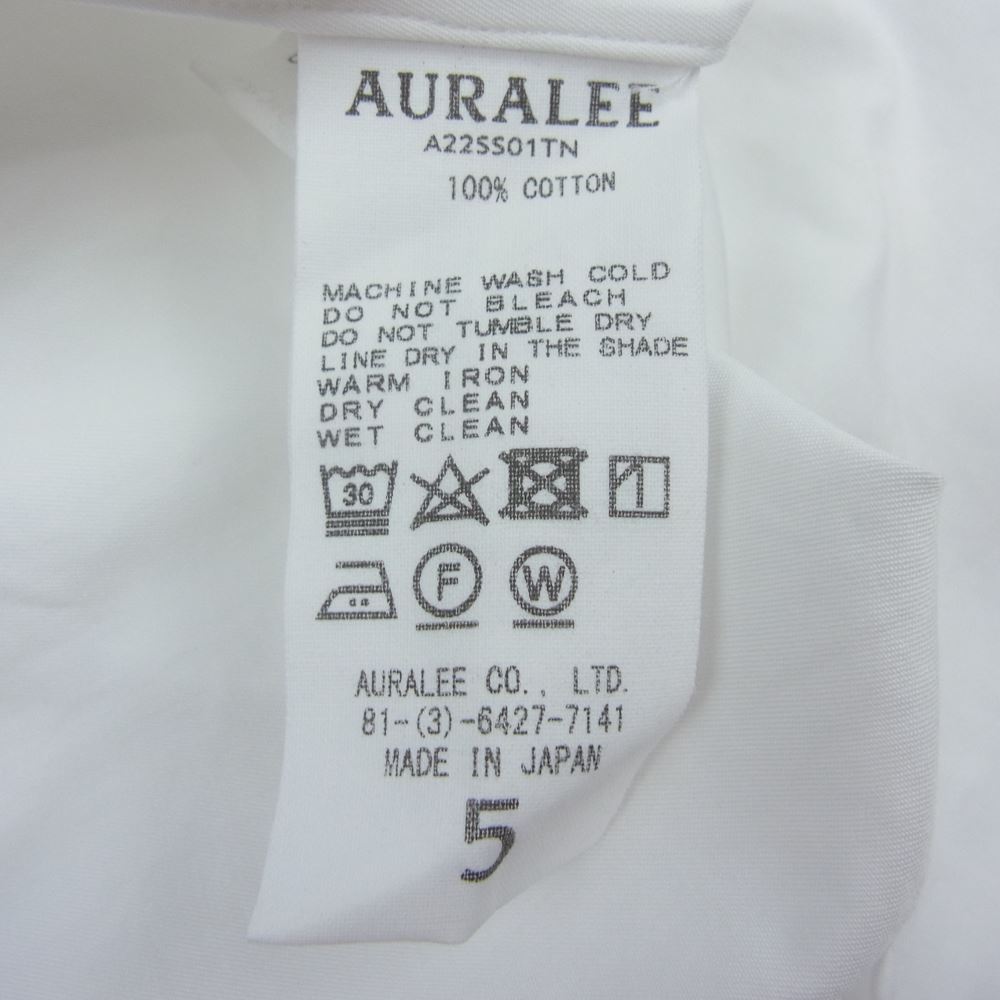 AURALEE
A22SS01TN
100% COTTON
MACHINE WASH COLD
DO NOT BLEACH
DO NOT TUMBLE DRY
LINE DRY IN THE SHADE
WARM IRON
DRY CLEAN
WET CLEAN
30
F W
AURALEE CO., LTD.
81-(3)-6427-7141
MADE IN JAPAN
5